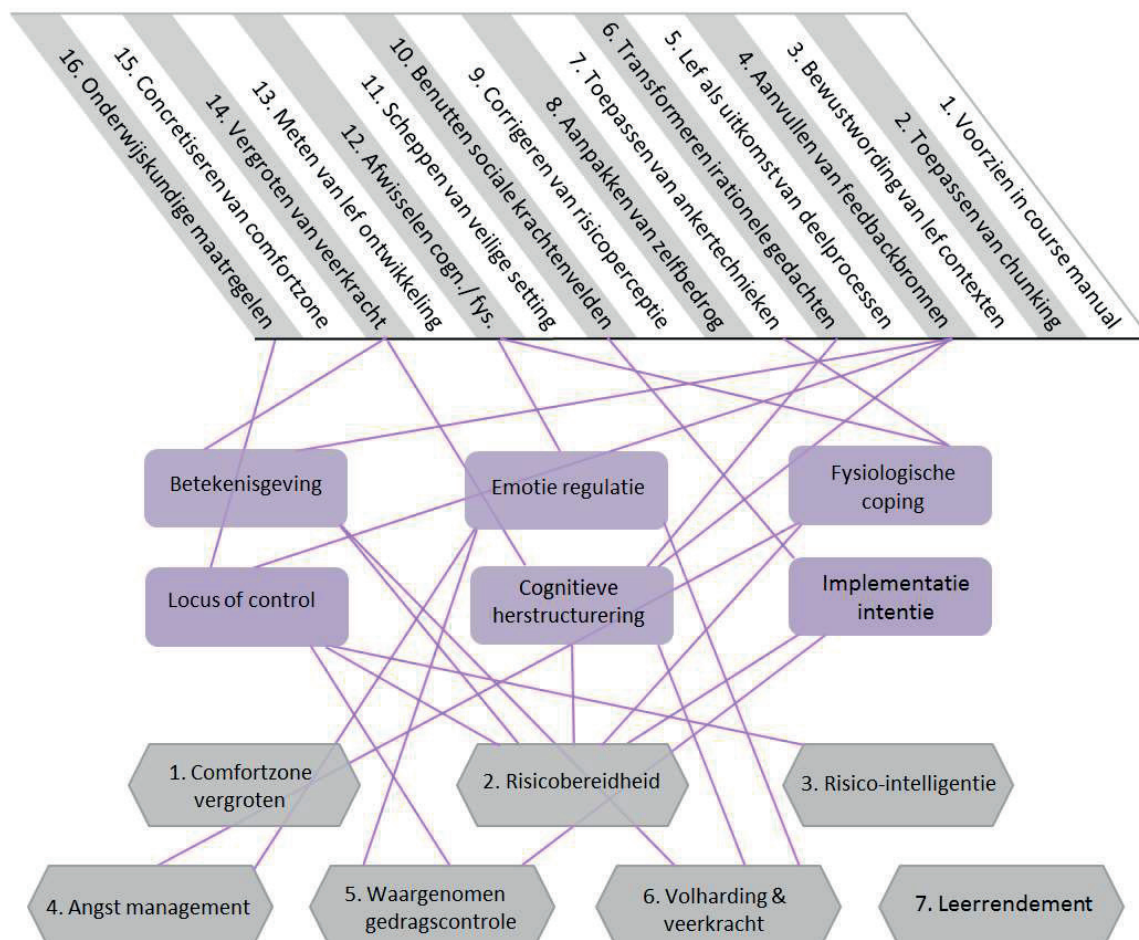 16. Onderwijskundige maatregelen
15. Concretiseren van comfortzone
14. Vergroten van veerkracht
13. Meten van lef ontwikkeling
12. Afwisselen cogn./ fys.
11. Scheppen van veilige setting
10. Benutten sociale krachtenvelden
9. Corrigeren van risicoperceptie
8. Aanpakken van zelfbedrog
7. Toepassen van ankertechnieken
6. Transformeren irationele gedachten
5. Lef als uitkomst van deelprocessen
4. Aanvullen van feedbackbronnen
3. Bewustwording van lef contexten
2. Toepassen van chunking
1. Voorzien in course manual
Betekenisgeving
Emotie regulatie
Fysiologische
coping
Locus of control
Cognitieve
herstructurering
Implementatie
intentie
1. Comfortzone
vergroten
2. Risicobereidheid
3. Risico-intelligentie
4. Angst management
5. Waargenomen
gedragscontrole
6. Volharding &
veerkracht
7. Leerrendement